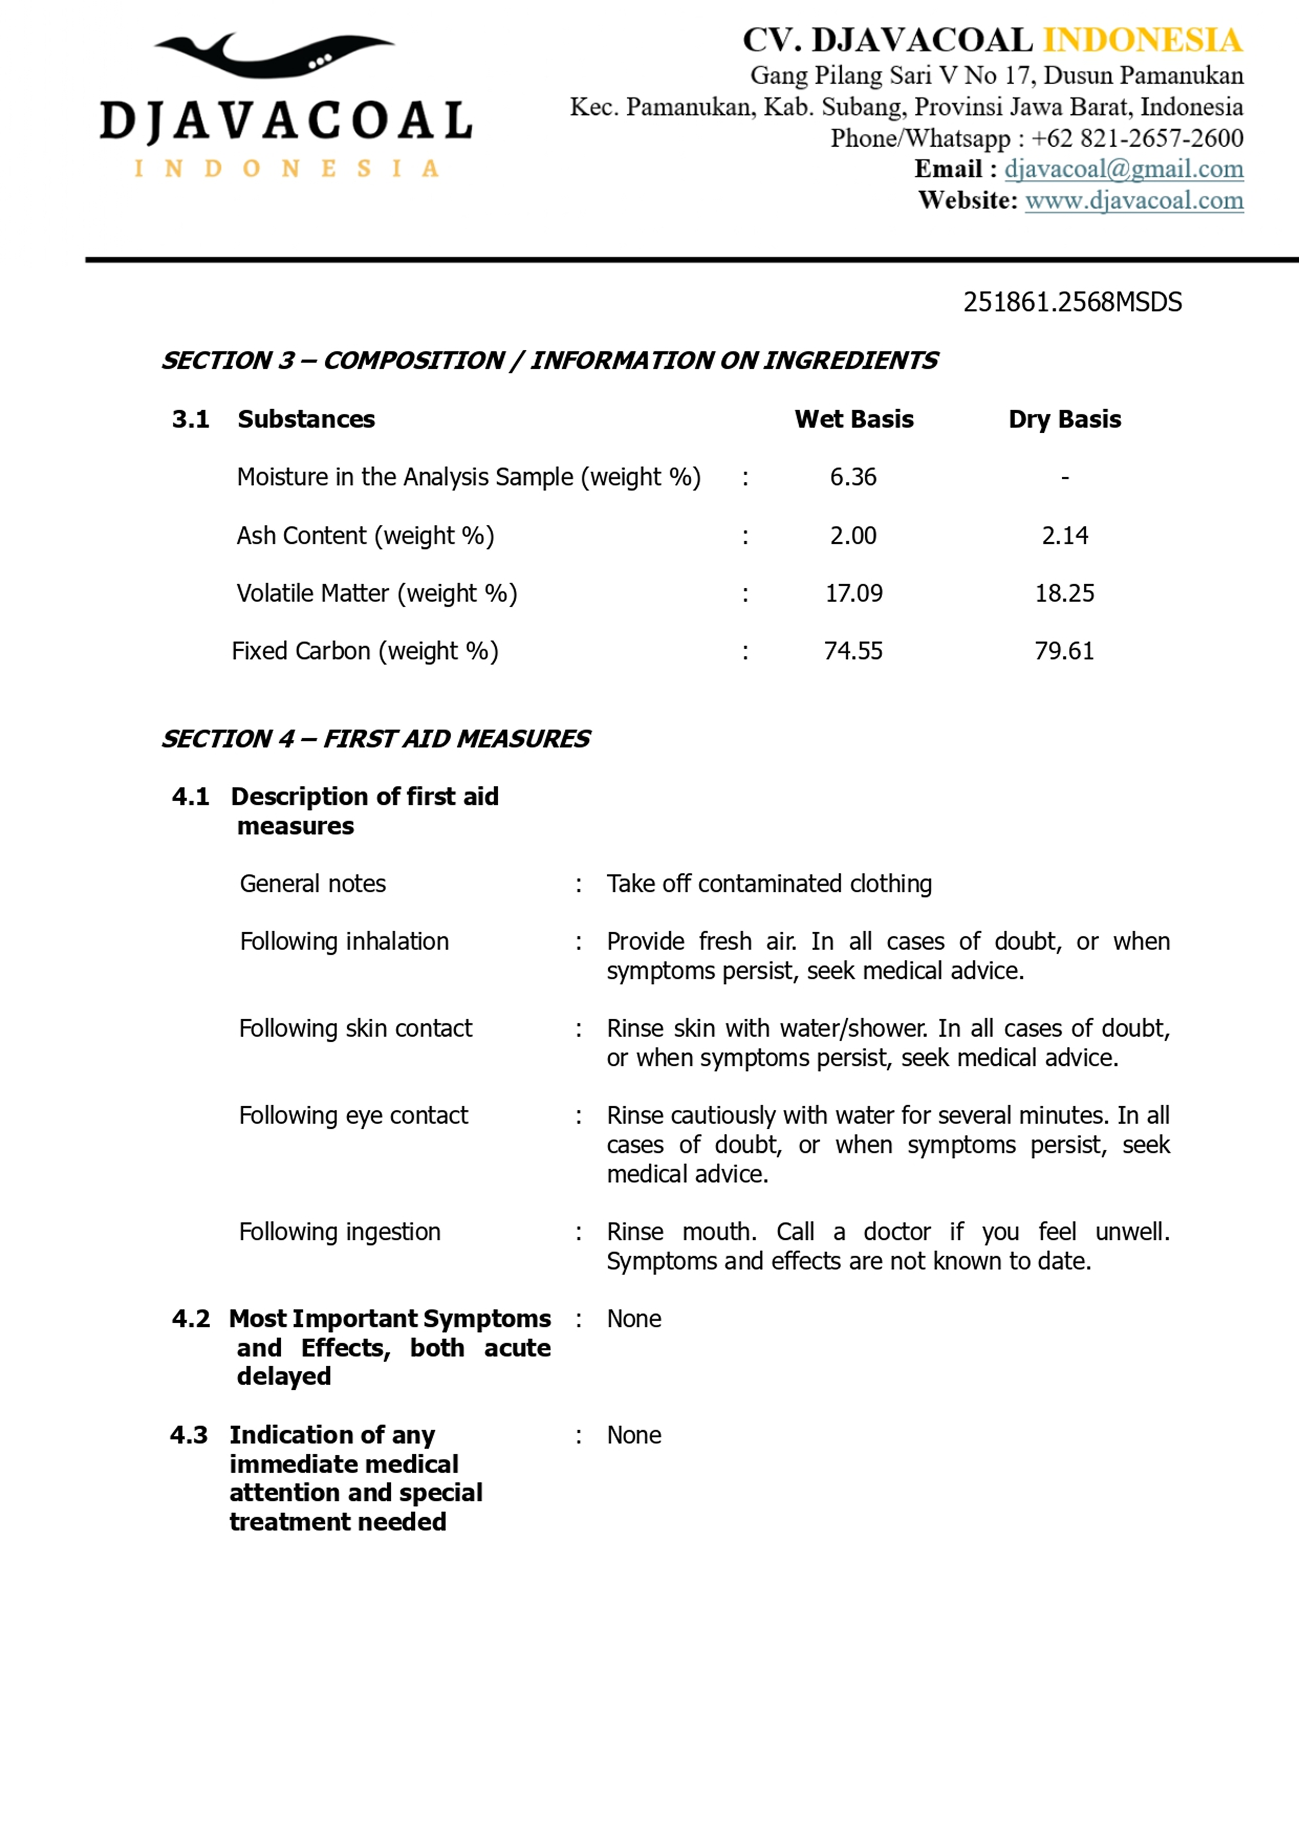 DJAVACOAL
INDONESIA
CV. DJAVACOAL INDONESIA
Gang Pilang Sari V No 17, Dusun Pamanukan
Kec. Pamanukan, Kab. Subang, Provinsi Jawa Barat, Indonesia
Phone/Whatsapp : +62 821-2657-2600
Email : djavacoal@gmail.com
Website: www.djavacoal.com
251861.2568MSDS
SECTION 3 – COMPOSITION / INFORMATION ON INGREDIENTS
3.1 Substances Wet Basis Dry Basis
Moisture in the Analysis Sample (weight %) : 6.36 -
Ash Content (weight %) : 2.00 2.14
Volatile Matter (weight %) : 17.09 18.25
Fixed Carbon (weight %) : 74.55 79.61
SECTION 4 – FIRST AID MEASURES
4.1 Description of first aid
measures
General notes : Take off contaminated clothing
Following inhalation : Provide fresh air. In all cases of doubt, or when
symptoms persist, seek medical advice.
Following skin contact : Rinse skin with water/shower. In all cases of doubt,
or when symptoms persist, seek medical advice.
Following eye contact : Rinse cautiously with water for several minutes. In all
cases of doubt, or when symptoms persist, seek
medical advice.
Following ingestion : Rinse mouth. Call a doctor if you feel unwell.
Symptoms and effects are not known to date.
4.2 Most Important Symptoms : None
and Effects, both acute
delayed
4.3 Indication of any : None
immediate medical
attention and special
treatment needed